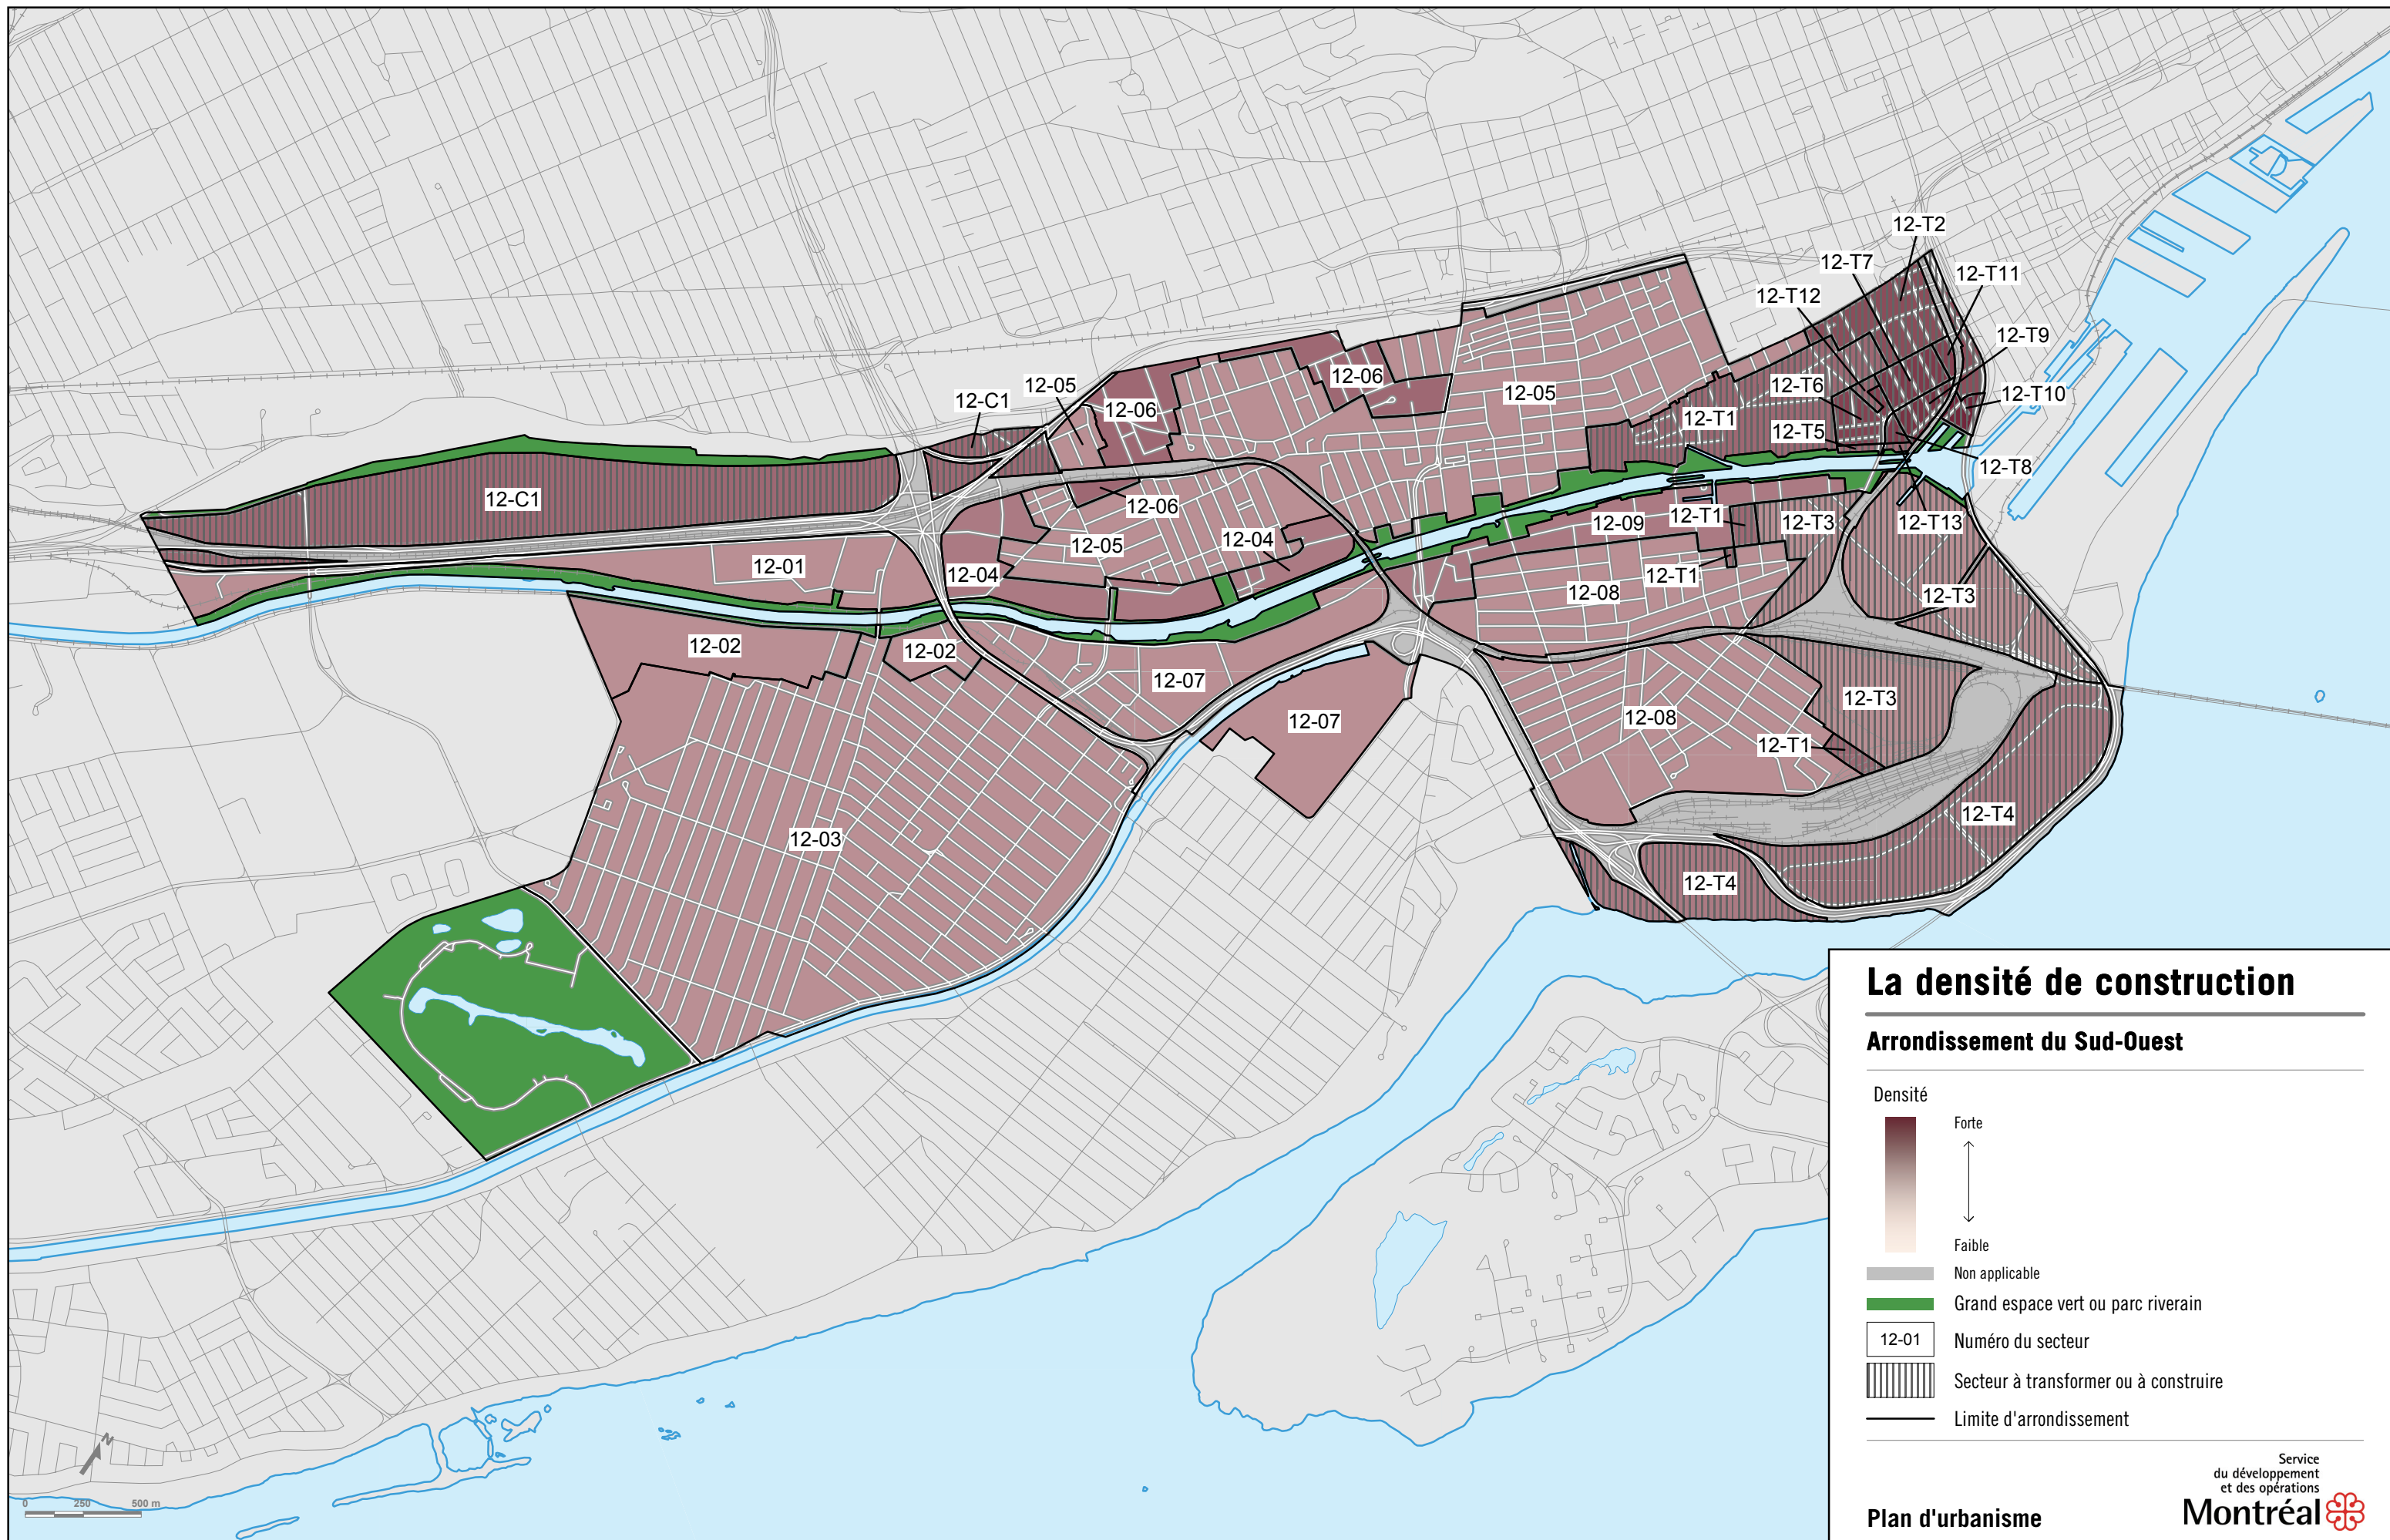 12-T2
12-T7
12-T11
12-T12
12-T9
12-06
12-T6
12-05
12-C1
12-05
12-T10
12-06
12-T1
12-T5
12-T8
12-C1
12-06
12-T1
12-09
12-T3
12-T13
12-04
12-05
12-01
12-04
12-T1
12-08
12-T3
12-02
12-02
12-07
12-T3
12-07
12-08
12-T1
12-T4
12-03
12-T4
La densité de construction
Arrondissement du Sud-Ouest
Densité
Forte
Faible
Non applicable
Grand espace vert ou parc riverain
12-01 Numéro du secteur
Secteur à transformer ou à construire
Limite d'arrondissement
N
0 250 500 m
Service
du développement
et des opérations
Montréal
Plan d'urbanisme